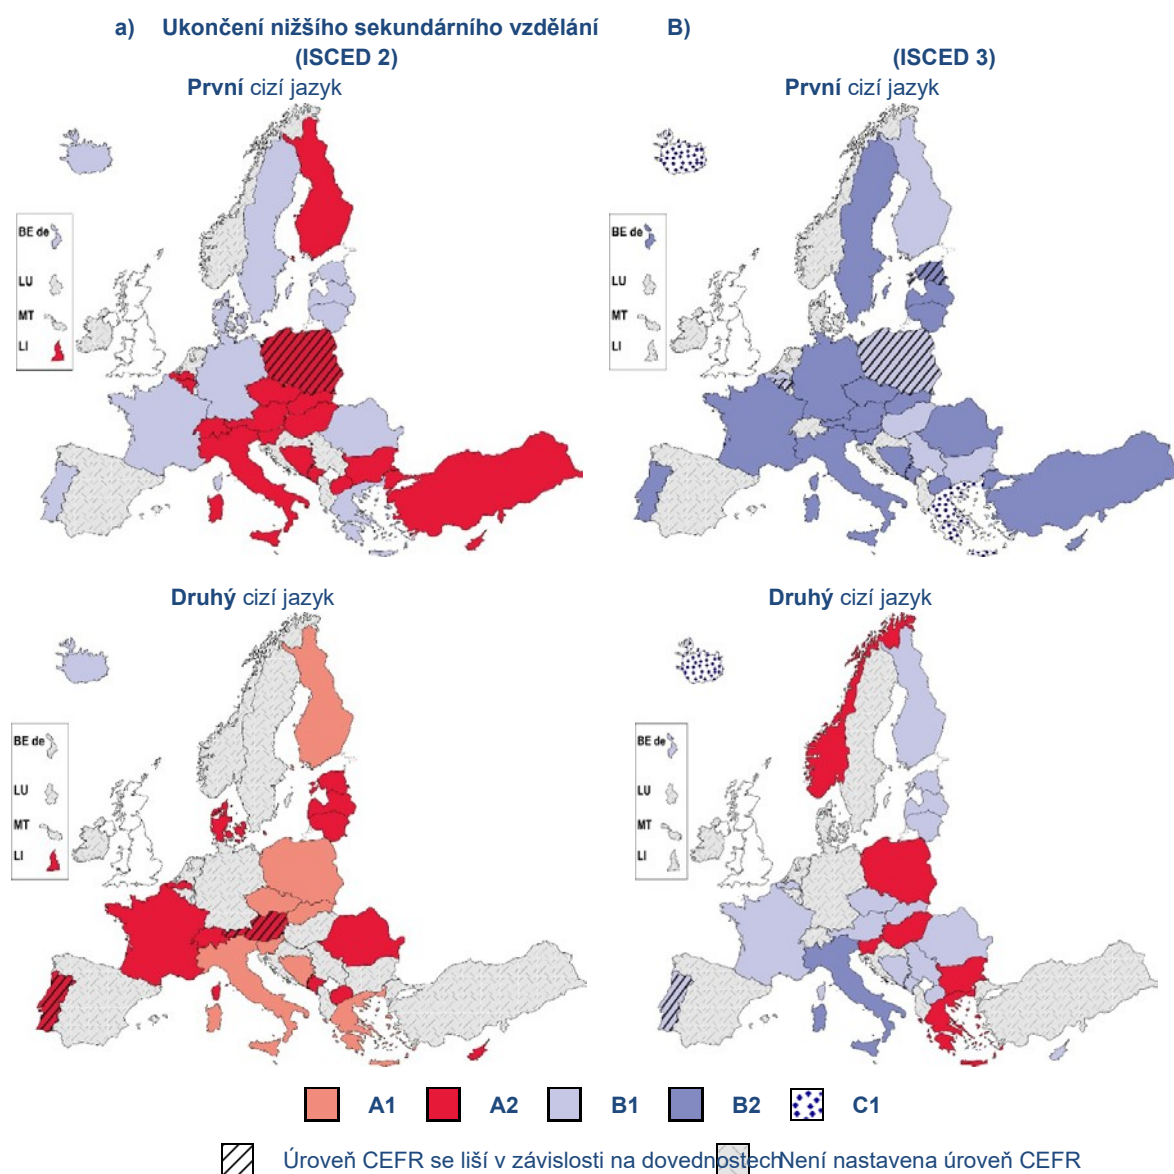 a) Ukončení nižšího sekundárního vzdělání B)
(ISCED 2) (ISCED 3)
První cizí jazyk První cizí jazyk
BE de BE de
LU LU
MT MT
LI LI
Druhý cizí jazyk Druhý cizí jazyk
BE de BE de
LU LU
MT MT
LI LI
A1 A2 B1 B2 C1
Úroveň CEFR se liší v závislosti na dovednostech Není nastavena úroveň CEFR